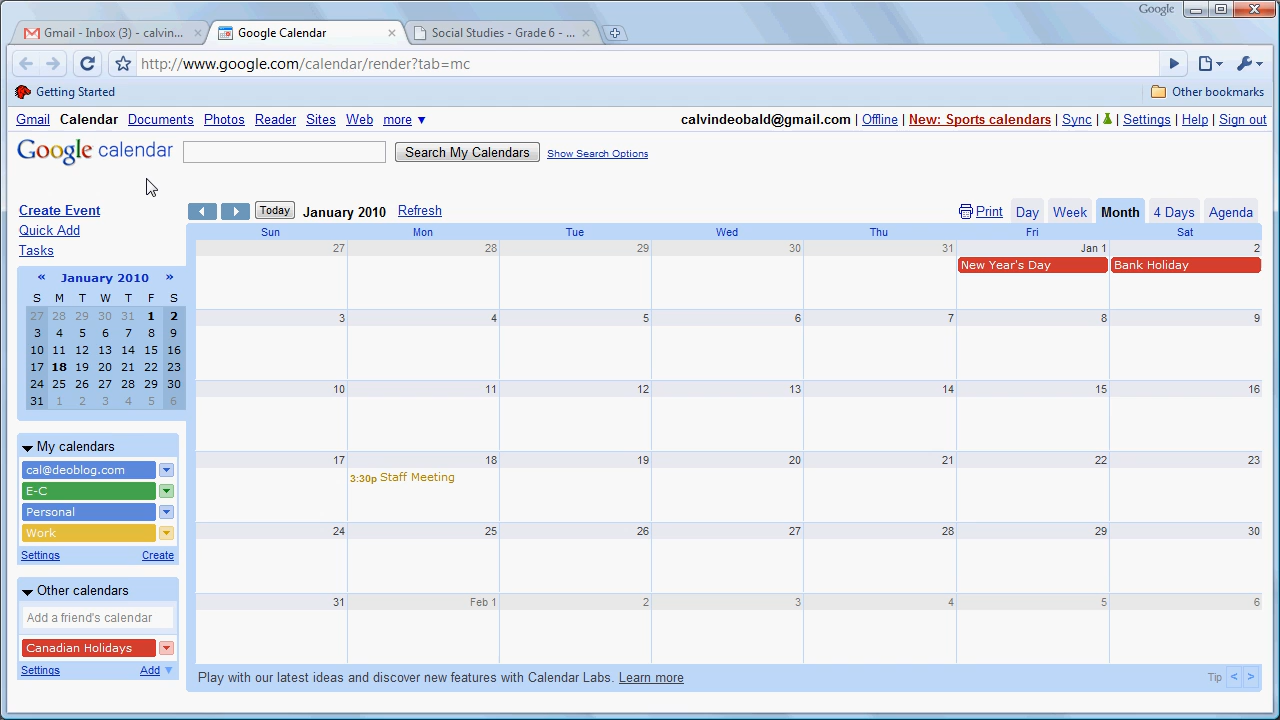 Google
Gmail - Inbox (3) - calvin...
Google Calendar
Social Studies - Grade 6 - ...
http://www.google.com/calendar/render?tab=mc
Getting Started
Other bookmarks
Gmail Calendar Documents Photos Reader Sites Web more ▼
calvindeobald@gmail.com | Offline | New: Sports calendars | Sync | Settings | Help | Sign out
Google calendar
Search My Calendars
Show Search Options
Create Event
Quick Add
Tasks
Today
January 2010
Refresh
Print
Day
Week
Month
4 Days
Agenda
« January 2010 »
S M T W T F S
27 28 29 30 31 1 2
3 4 5 6 7 8 9
10 11 12 13 14 15 16
17 18 19 20 21 22 23
24 25 26 27 28 29 30
31 1 2 3 4 5 6
My calendars
cal@deoblog.com
E-C
Personal
Work
Settings Create
Other calendars
Add a friend's calendar
Canadian Holidays
Settings Add ▼
Sun Mon Tue Wed Thu Fri Sat
27 28 29 30 31 Jan 1 2
New Year's Day
Bank Holiday
3 4 5 6 7 8 9
10 11 12 13 14 15 16
17 18 19 20 21 22 23
3:30p Staff Meeting
24 25 26 27 28 29 30
31 Feb 1 2 3 4 5 6
Play with our latest ideas and discover new features with Calendar Labs. Learn more
Tip < >